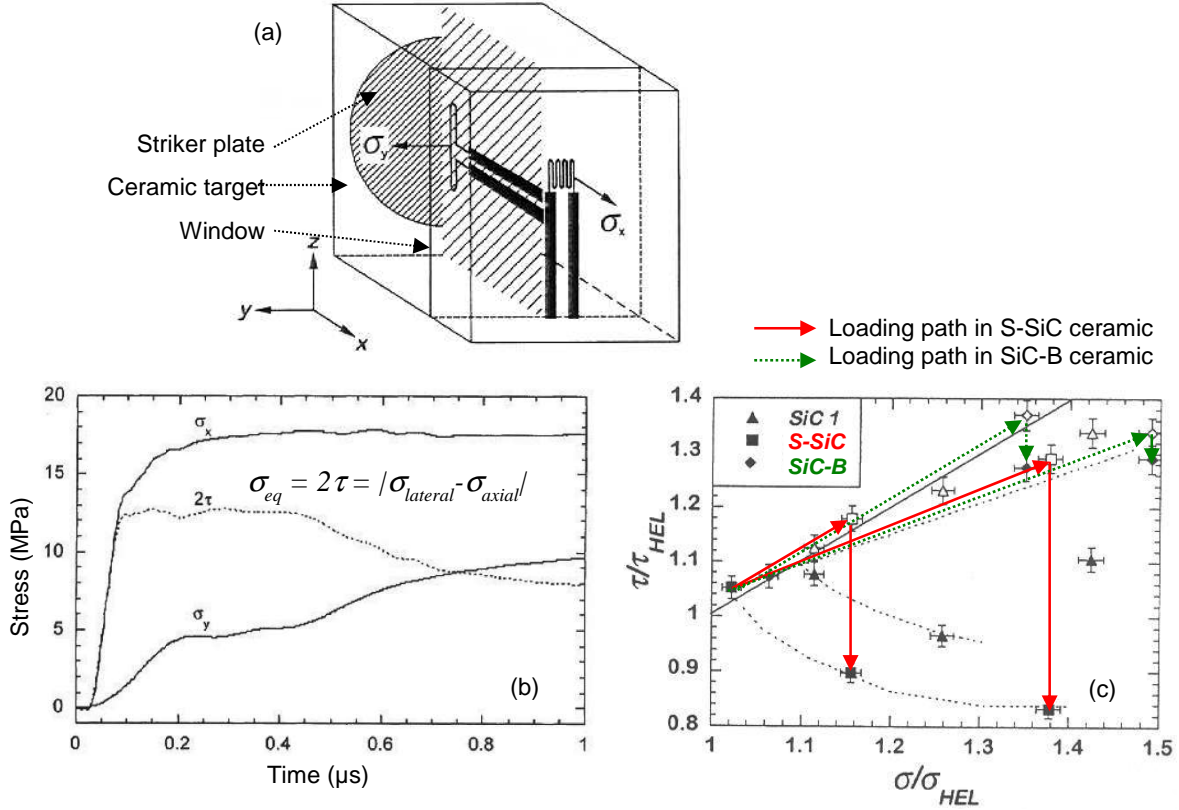 (a)
Striker plate
Ceramic target
Window
σy
σx
z
y
x
Loading path in S-SiC ceramic
Loading path in SiC-B ceramic
20
15
10
5
0
Stress (MPa)
σx
2τ
σy
σeq = 2τ = |σlateral-σaxial|
(b)
0 0.2 0.4 0.6 0.8 1
Time (µs)
1.4
1.3
1.2
1.1
1
0.9
0.8
τ/τHEL
SiC 1
S-SiC
SiC-B
(c)
1 1.1 1.2 1.3 1.4 1.5
σ/σHEL